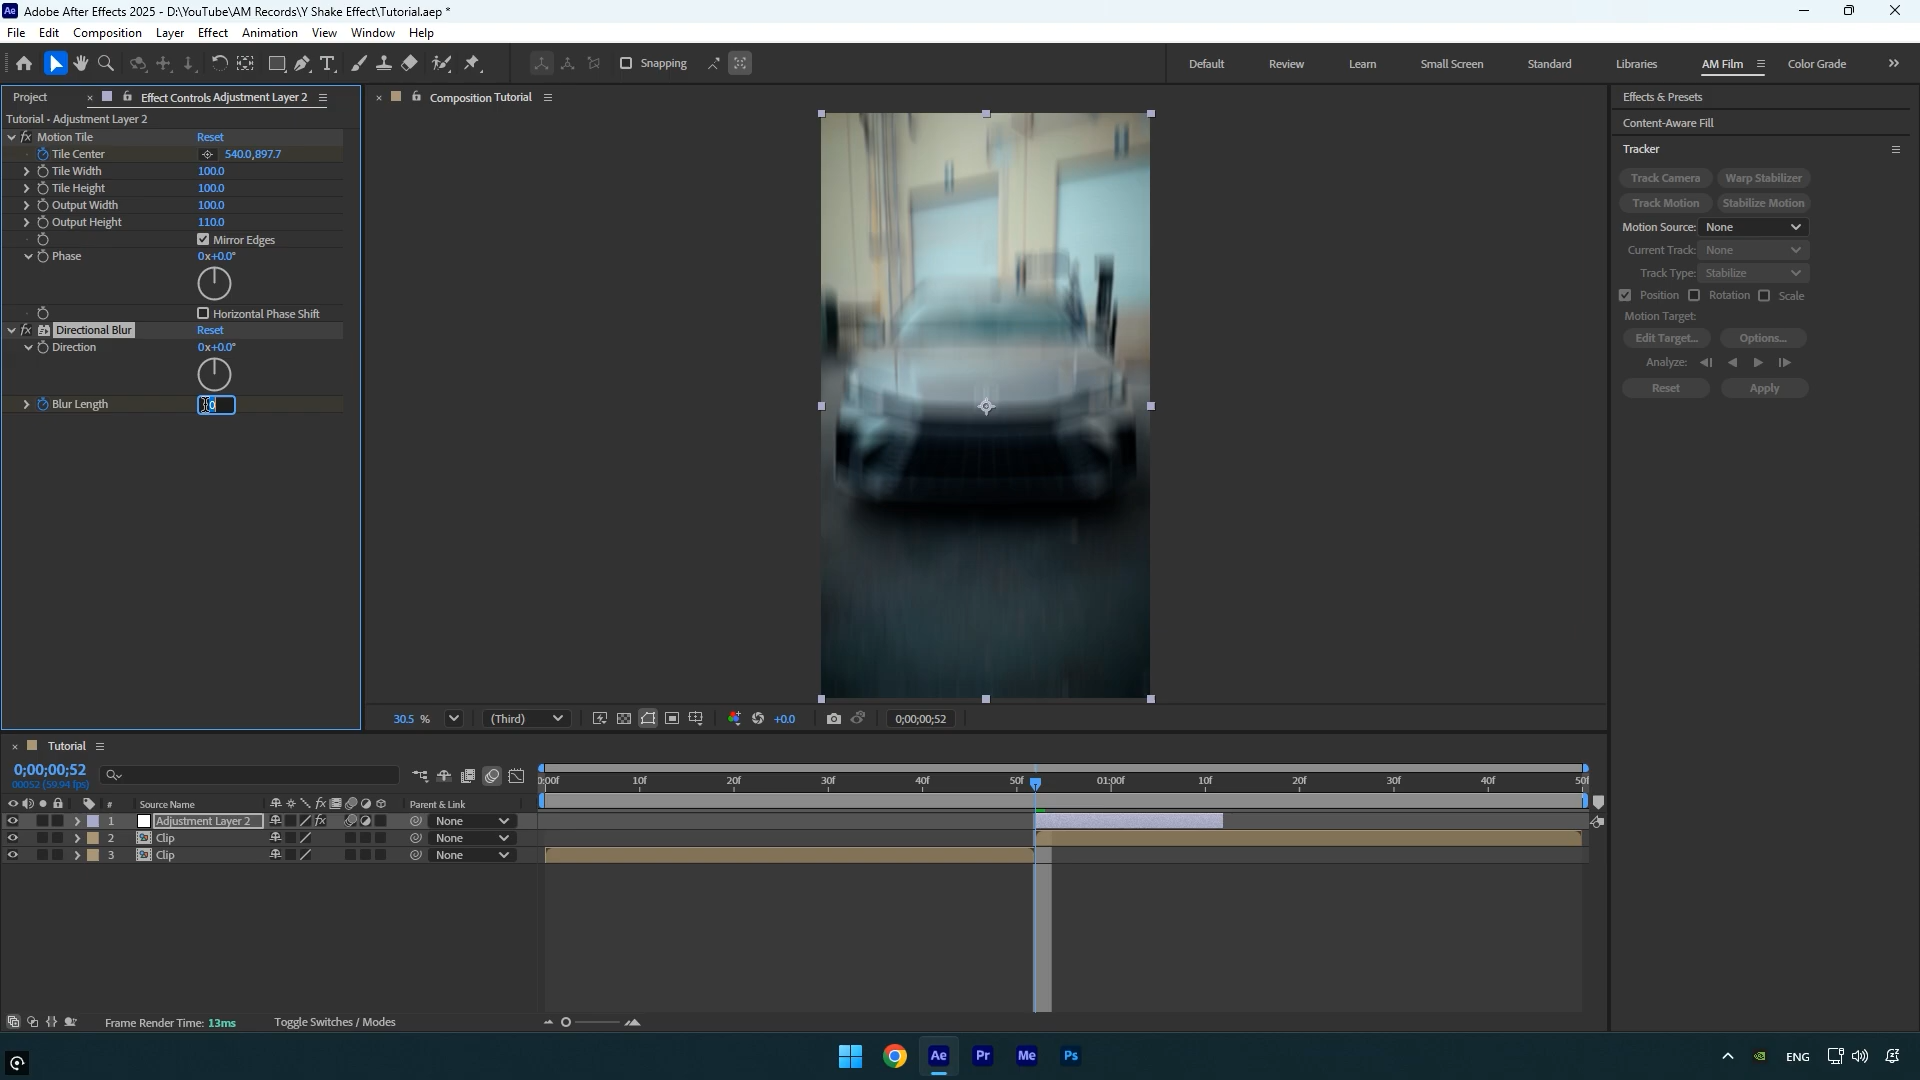 Adobe After Effects 2025 - D:\YouTube\AM Records\Y Shake Effect\Tutorial.aep *
File Edit Composition Layer Effect Animation View Window Help
Snapping
Default Review Learn Small Screen Standard Libraries AM Film Color Grade
Project
Effect Controls Adjustment Layer 2
Tutorial - Adjustment Layer 2
Motion Tile Reset
Tile Center 540.0,897.7
Tile Width 100.0
Tile Height 100.0
Output Width 100.0
Output Height 110.0
Mirror Edges
Phase 0x+0.0°
Horizontal Phase Shift
Directional Blur Reset
Direction 0x+0.0°
Blur Length
Composition Tutorial
30.5 % (Third) +0.0 0;00;00;52
Effects & Presets
Content-Aware Fill
Tracker
Track Camera Warp Stabilizer
Track Motion Stabilize Motion
Motion Source: None
Current Track: None
Track Type: Stabilize
Position Rotation Scale
Motion Target:
Edit Target... Options...
Analyze:
Reset Apply
Tutorial
0;00;00;52
00052 (59.94 fps)
# Source Name Parent & Link
1 Adjustment Layer 2 None
2 Clip None
3 Clip None
0:00f 10f 20f 30f 40f 50f 01:00f 10f 20f 30f 40f 50f
Frame Render Time: 13ms Toggle Switches / Modes
Ae Pr Me Ps
ENG